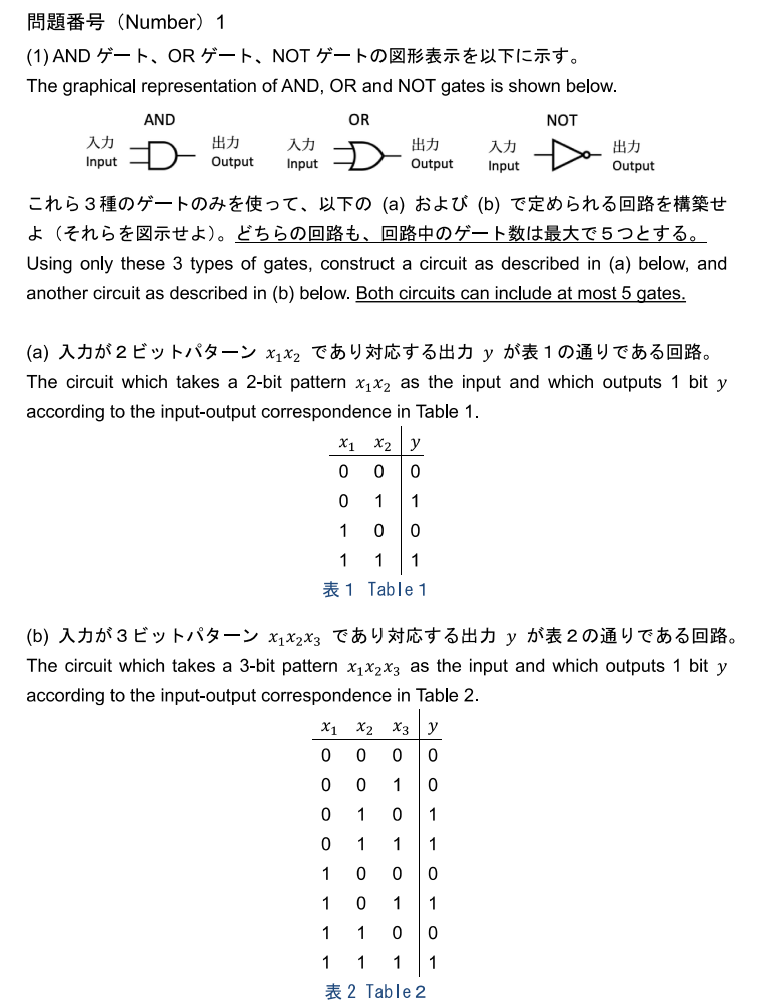 問題番号（Number）1
(1) AND ゲート、OR ゲート、NOT ゲートの図形表示を以下に示す。
The graphical representation of AND, OR and NOT gates is shown below.
AND OR NOT
入力 出力 入力 出力 入力 出力
Input Output Input Output Input Output
これら３種のゲートのみを使って、以下の (a) および (b) で定められる回路を構築せ
よ（それらを図示せよ）。どちらの回路も、回路中のゲート数は最大で５つとする。
Using only these 3 types of gates, construct a circuit as described in (a) below, and
another circuit as described in (b) below. Both circuits can include at most 5 gates.
(a) 入力が２ビットパターン x₁x₂ であり対応する出力 y が表１の通りである回路。
The circuit which takes a 2-bit pattern x₁x₂ as the input and which outputs 1 bit y
according to the input-output correspondence in Table 1.
x₁ x₂ y
0 0 0
0 1 1
1 0 0
1 1 1
表１ Table１
(b) 入力が３ビットパターン x₁x₂x₃ であり対応する出力 y が表２の通りである回路。
The circuit which takes a 3-bit pattern x₁x₂x₃ as the input and which outputs 1 bit y
according to the input-output correspondence in Table 2.
x₁ x₂ x₃ y
0 0 0 0
0 0 1 0
0 1 0 1
0 1 1 1
1 0 0 0
1 0 1 1
1 1 0 0
1 1 1 1
表２ Table２